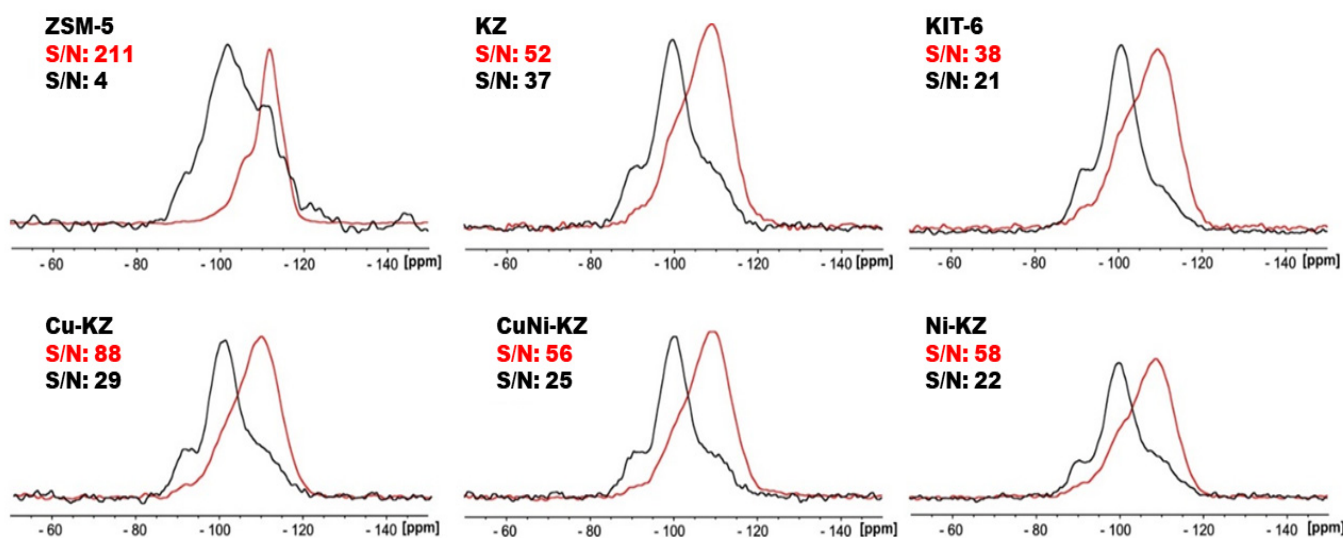 ZSM-5
S/N: 211
S/N: 4
- 60 - 80 - 100 - 120 - 140 [ppm]
KZ
S/N: 52
S/N: 37
- 60 - 80 - 100 - 120 - 140 [ppm]
KIT-6
S/N: 38
S/N: 21
- 60 - 80 - 100 - 120 - 140 [ppm]
Cu-KZ
S/N: 88
S/N: 29
- 60 - 80 - 100 - 120 - 140 [ppm]
CuNi-KZ
S/N: 56
S/N: 25
- 60 - 80 - 100 - 120 - 140 [ppm]
Ni-KZ
S/N: 58
S/N: 22
- 60 - 80 - 100 - 120 - 140 [ppm]